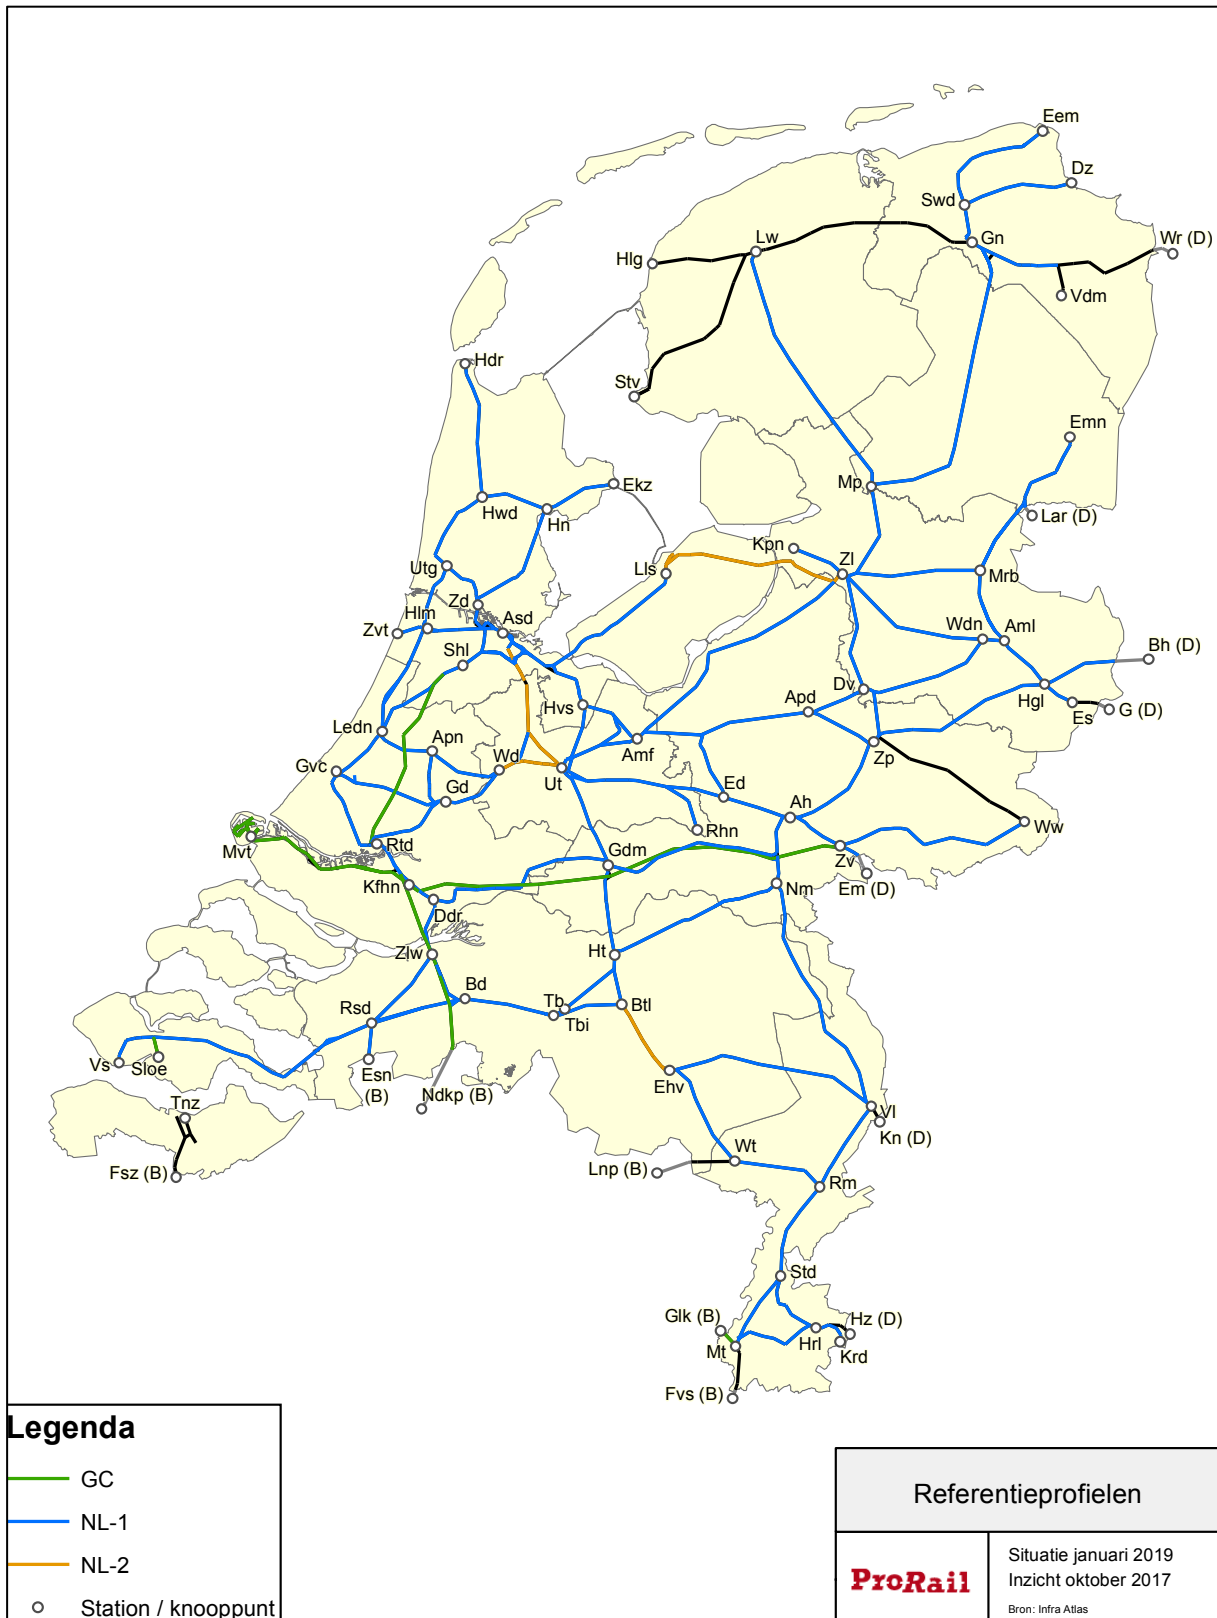 Eem
Dz
Swd
Lw
Gn
Wr (D)
Hlg
Vdm
Hdr
Stv
Emn
Mp
Ekz
Hwd
Hn
Lar (D)
Kpn
Zl
Utg
Lls
Mrb
Zd
Hlm
Asd
Zvt
Wdn
Aml
Bh (D)
Shl
Dv
Hgl
Apd
Hvs
Es
G (D)
Ledn
Apn
Amf
Zp
Gvc
Wd
Ut
Gd
Ed
Ah
Rhn
Ww
Mvt
Rtd
Zv
Gdm
Kfhn
Em (D)
Nm
Ddr
Zlw
Ht
Bd
Tb
Btl
Rsd
Tbi
Vs
Sloe
Esn
(B)
Ehv
Ndkp (B)
Tnz
Vl
Kn (D)
Fsz (B)
Lnp (B)
Wt
Rm
Std
Glk (B)
Hz (D)
Mt
Hrl
Krd
Fvs (B)
Legenda
GC
NL-1
NL-2
Station / knooppunt
Referentieprofielen
ProRail
Situatie januari 2019
Inzicht oktober 2017
Bron: Infra Atlas